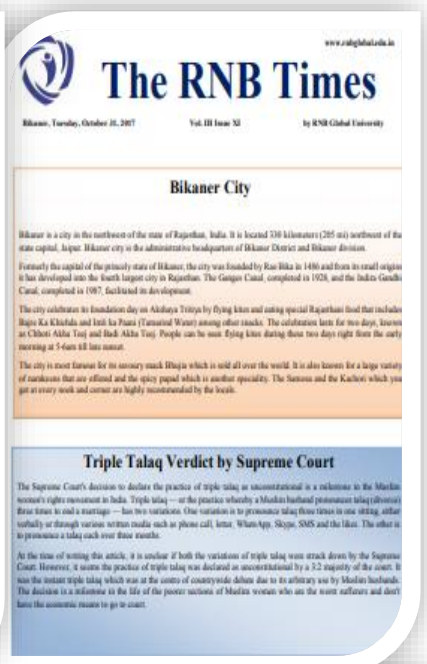 www.rnbglobal.edu.in
The RNB Times
Bikaner, Tuesday, October 31, 2017 Vol. III Issue XI by RNB Global University
Bikaner City
Bikaner is a city in the northwest of the state of Rajasthan, India. It is located 330 kilometers (205 mi) northwest of the
state capital, Jaipur. Bikaner city is the administrative headquarters of Bikaner District and Bikaner division.
Formerly the capital of the princely state of Bikaner, the city was founded by Rao Bika in 1486 and from its small origins
it has developed into the fourth largest city in Rajasthan. The Ganges Canal, completed in 1928, and the Indira Gandhi
Canal, completed in 1987, facilitated its development.
The city celebrates its foundation day on Akshaya Tritya by flying kites and eating special Rajasthani food that includes
Bajre Ka Khichda and Imli ka Paani (Tamarind Water) among other snacks. The celebration lasts for two days, known
as Chhoti Akha Teej and Badi Akha Teej. People can be seen flying kites during these two days right from the early
morning at 5-6am till late sunset.
The city is most famous for its savoury snack Bhujia which is sold all over the world. It is also known for a large variety
of namkeens that are offered and the spicy papad which is another speciality. The Samosa and the Kachori which you
get at every nook and corner are highly recommended by the locals.
Triple Talaq Verdict by Supreme Court
The Supreme Court's decision to declare the practice of triple talaq as unconstitutional is a milestone in the Muslim
women's rights movement in India. Triple talaq — or the practice whereby a Muslim husband pronounces talaq (divorce)
three times to end a marriage — has two variations. One variation is to pronounce talaq three times in one sitting, either
verbally or through various written media such as phone call, letter, WhatsApp, Skype, SMS and the likes. The other is
to pronounce a talaq each over three months.
At the time of writing this article, it is unclear if both the variations of triple talaq were struck down by the Supreme
Court. However, it seems the practice of triple talaq was declared as unconstitutional by a 3:2 majority of the court. It
was the instant triple talaq which was at the centre of countrywide debate due to its arbitrary use by Muslim husbands.
The decision is a milestone in the life of the poorer sections of Muslim women who are the worst sufferers and don't
have the economic means to go to court.